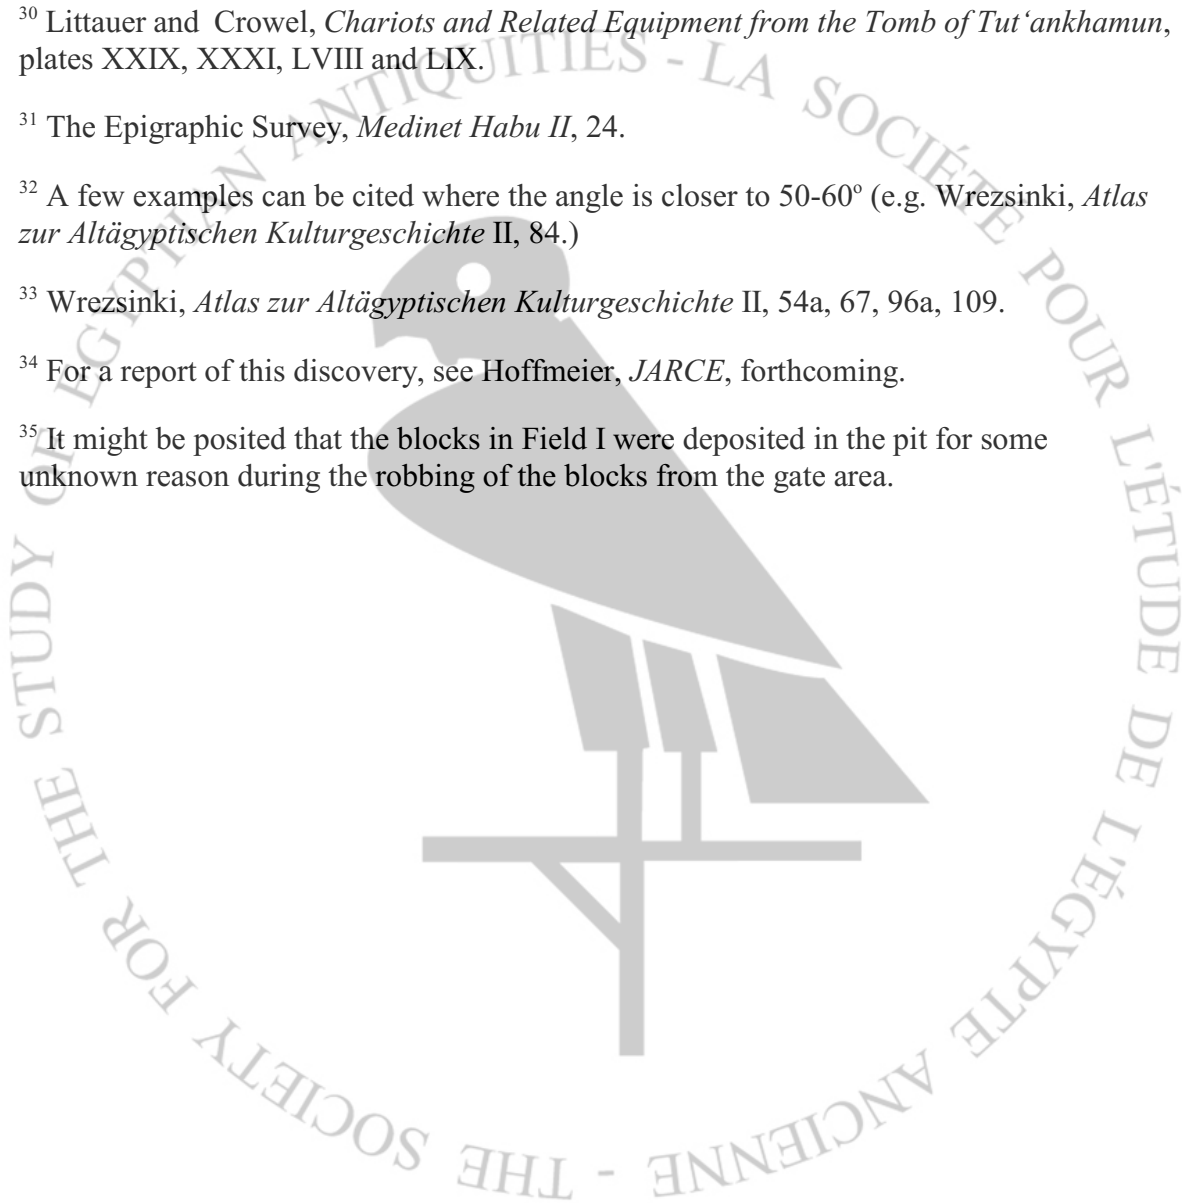 ³⁰ Littauer and  Crowel, Chariots and Related Equipment from the Tomb of Tut‘ankhamun,
plates XXIX, XXXI, LVIII and LIX.
³¹ The Epigraphic Survey, Medinet Habu II, 24.
³² A few examples can be cited where the angle is closer to 50-60º (e.g. Wrezsinki, Atlas
zur Altägyptischen Kulturgeschichte II, 84.)
³³ Wrezsinki, Atlas zur Altägyptischen Kulturgeschichte II, 54a, 67, 96a, 109.
³⁴ For a report of this discovery, see Hoffmeier, JARCE, forthcoming.
³⁵ It might be posited that the blocks in Field I were deposited in the pit for some
unknown reason during the robbing of the blocks from the gate area.
THE SOCIETY FOR THE STUDY OF EGYPTIAN ANTIQUITIES - LA SOCIÉTÉ POUR L'ÉTUDE DE L'ÉGYPTE ANCIENNE -